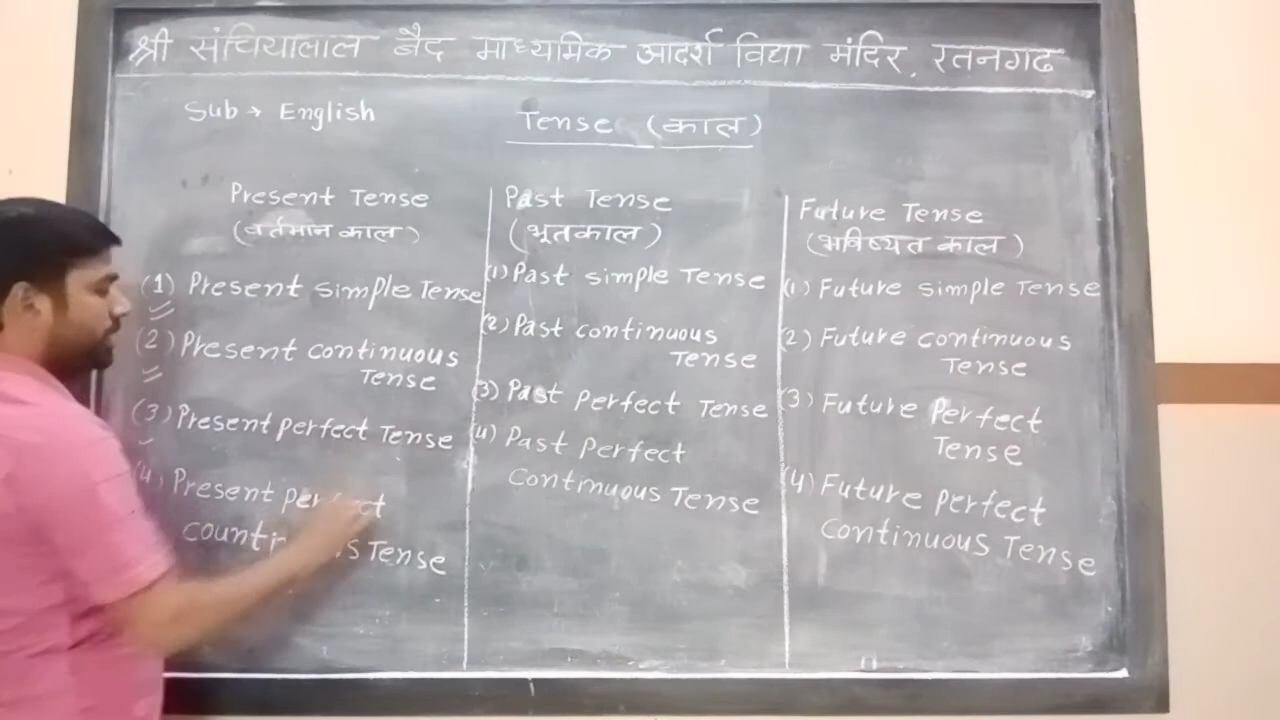 श्री संचियालाल बैद माध्यमिक आदर्श विद्या मंदिर, रतनगढ
Sub → English
Tense (काल)
Present Tense
(वर्तमान काल)
(1) Present simple Tense
(2) Present continuous
Tense
(3) Present perfect Tense
(4) Present perfect
Tense
Past Tense
(भूतकाल)
(1) Past simple Tense
(2) Past continuous
Tense
(3) Past perfect Tense
(4) Past perfect
Continuous Tense
Future Tense
(भविष्यत काल)
(1) Future simple Tense
(2) Future continuous
Tense
(3) Future Perfect
Tense
(4) Future perfect
Continuous Tense